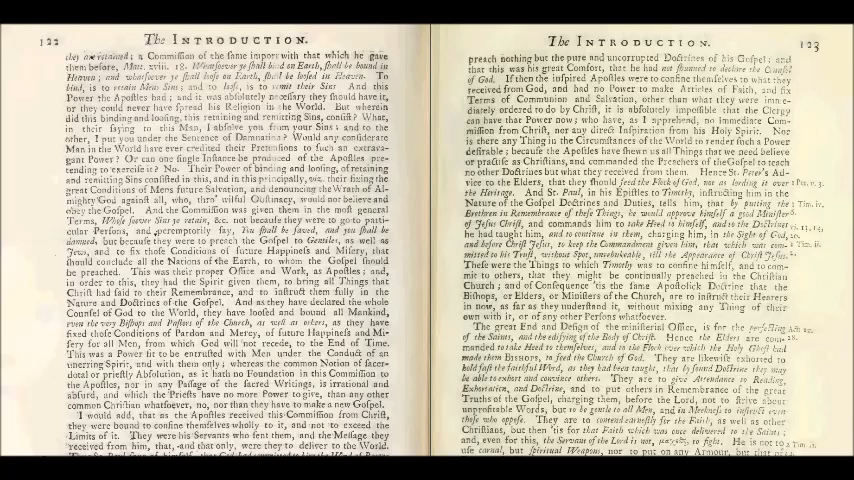 122
The INTRODUCTION.
they are retained; a Commission of the same import with that which he gave
them before, Matt. xviii. 18. Whatsoever ye shall bind on Earth, shall be bound in
Heaven; and whatsoever ye shall loose on Earth, shall be loosed in Heaven. To
bind, is to retain Men Sins; and to loose, is to remit their Sins And this
Power the Apostles had; and it was absolutely necessary they should have it,
or they could never have spread his Religion in the World. But wherein
did this binding and loosing, this retaining and remitting Sins, consist? What,
in their saying to this Man, I absolve you from your Sins; and to the
other, I put you under the Sentence of Damnation? Would any considerate
Man in the World have ever credited their Pretensions to such an extrava-
gant Power? Or can one single Instance be produced of the Apostles pre-
tending to exercise it? No. Their Power of binding and loosing, of retaining
and remitting Sins consisted in this, and in this principally, viz. their fixing the
great Conditions of Mens future Salvation, and denouncing the Wrath of Al-
mighty God against all, who, thro' wilful Obstinacy, would not believe and
obey the Gospel. And the Commission was given them in the most general
Terms, Whose soever Sins ye retain, &c. not because they were to go to parti-
cular Persons, and peremptorily say, You shall be saved, and you shall be
damned, but because they were to preach the Gospel to Gentiles, as well as
Jews, and to fix those Conditions of future Happiness and Misery, that
should conclude all the Nations of the Earth, to whom the Gospel should
be preached. This was their proper Office and Work, as Apostles; and,
in order to this, they had the Spirit given them, to bring all Things that
Christ had said to their Remembrance, and to instruct them fully in the
Nature and Doctrines of the Gospel. And as they have declared the whole
Counsel of God to the World, they have loosed and bound all Mankind,
even the very Bishops and Pastors of the Church, as well as others, as they have
fixed those Conditions of Pardon and Mercy, of future Happiness and Mi-
sery for all Men, from which God will not recede, to the End of Time.
This was a Power fit to be entrusted with Men under the Conduct of an
unerring Spirit, and with them only; whereas the common Notion of sacer-
dotal or priestly Absolution, as it hath no Foundation in this Commission to
the Apostles, nor in any Passage of the sacred Writings, is irrational and
absurd, and which the Priests have no more Power to give, than any other
common Christian whatsoever, no, nor than they have to make a new Gospel.
I would add, that as the Apostles received this Commission from Christ,
they were bound to confine themselves wholly to it, and not to exceed the
Limits of it. They were his Servants who sent them, and the Message they
received from him, that, and that only, were they to deliver to the World.
The INTRODUCTION.
123
preach nothing but the pure and uncorrupted Doctrines of his Gospel; and
that this was his great Comfort, that he had not shunned to declare the Counsel
of God. If then the inspired Apostles were to confine themselves to what they
received from God, and had no Power to make Articles of Faith, and fix
Terms of Communion and Salvation, other than what they were imme-
diately ordered to do by Christ, it is absolutely impossible that the Clergy
can have that Power now; who have, as I apprehend, no immediate Com-
mission from Christ, nor any direct Inspiration from his Holy Spirit. Nor
is there any Thing in the Circumstances of the World to render such a Power
desirable; because the Apostles have shewn us all Things that we need believe
or practise as Christians, and commanded the Preachers of the Gospel to teach
no other Doctrines but what they received from them. Hence St. Peter's Ad-
vice to the Elders, that they should feed the Flock of God, not as lording it over 1 Pet. v. 3.
the Heritage. And St. Paul, in his Epistles to Timothy, instructing him in the
Nature of the Gospel Doctrines and Duties, tells him, that by putting the 1 Tim. iv.
Brethren in Remembrance of these Things, he would approve himself a good Minister 6.
of Jesus Christ, and commands him to take Heed to himself, and to the Doctrines
he had taught him, and to continue in them, charging him, in the Sight of God,
and before Christ Jesus, to keep the Commandment given him, that which was com-
mitted to his Trust, without Spot, unrebukeable, till the Appearance of Christ Jesus.
These were the Things to which Timothy was to confine himself, and to com-
mit to others, that they might be continually preached in the Christian
Church; and of Consequence 'tis the same Apostolick Doctrine that the
Bishops, or Elders, or Ministers of the Church, are to instruct their Hearers
in now, as far as they understand it, without mixing any Thing of their
own with it, or of any other Persons whatsoever.
The great End and Design of the ministerial Office, is for the perfecting
of the Saints, and the edifying of the Body of Christ. Hence the Elders are com- 28.
manded to take Heed to themselves, and to the Flock over which the Holy Ghost had
made them BISHOPS, to feed the Church of God. They are likewise exhorted to
hold fast the faithful Word, as they had been taught, that by sound Doctrine they may
be able to exhort and convince others. They are to give Attendance to Reading,
Exhortation, and Doctrine, and to put others in Remembrance of the great
Truths of the Gospel, charging them, before the Lord, not to strive about
unprofitable Words, but to be gentle to all Men, and in Meekness to instruct even
those who oppose. They are to contend earnestly for the Faith, as well as other
Christians, but then 'tis for that Faith which was once delivered to the Saints;
and, even for this, the Servant of the Lord is not, to fight. He is not to 2 Tim.
use carnal, but spiritual Weapons, nor to put on any Armour, but that of